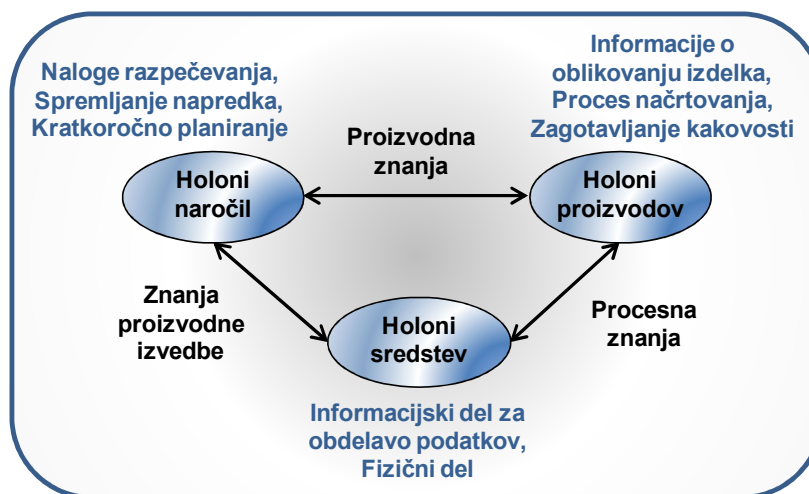 Naloge razpečevanja,
Spremljanje napredka,
Kratkoročno planiranje
Informacije o
oblikovanju izdelka,
Proces načrtovanja,
Zagotavljanje kakovosti
Proizvodna
znanja
Holoni
naročil
Holoni
proizvodov
Znanja
proizvodne
izvedbe
Holoni
sredstev
Procesna
znanja
Informacijski del za
obdelavo podatkov,
Fizični del